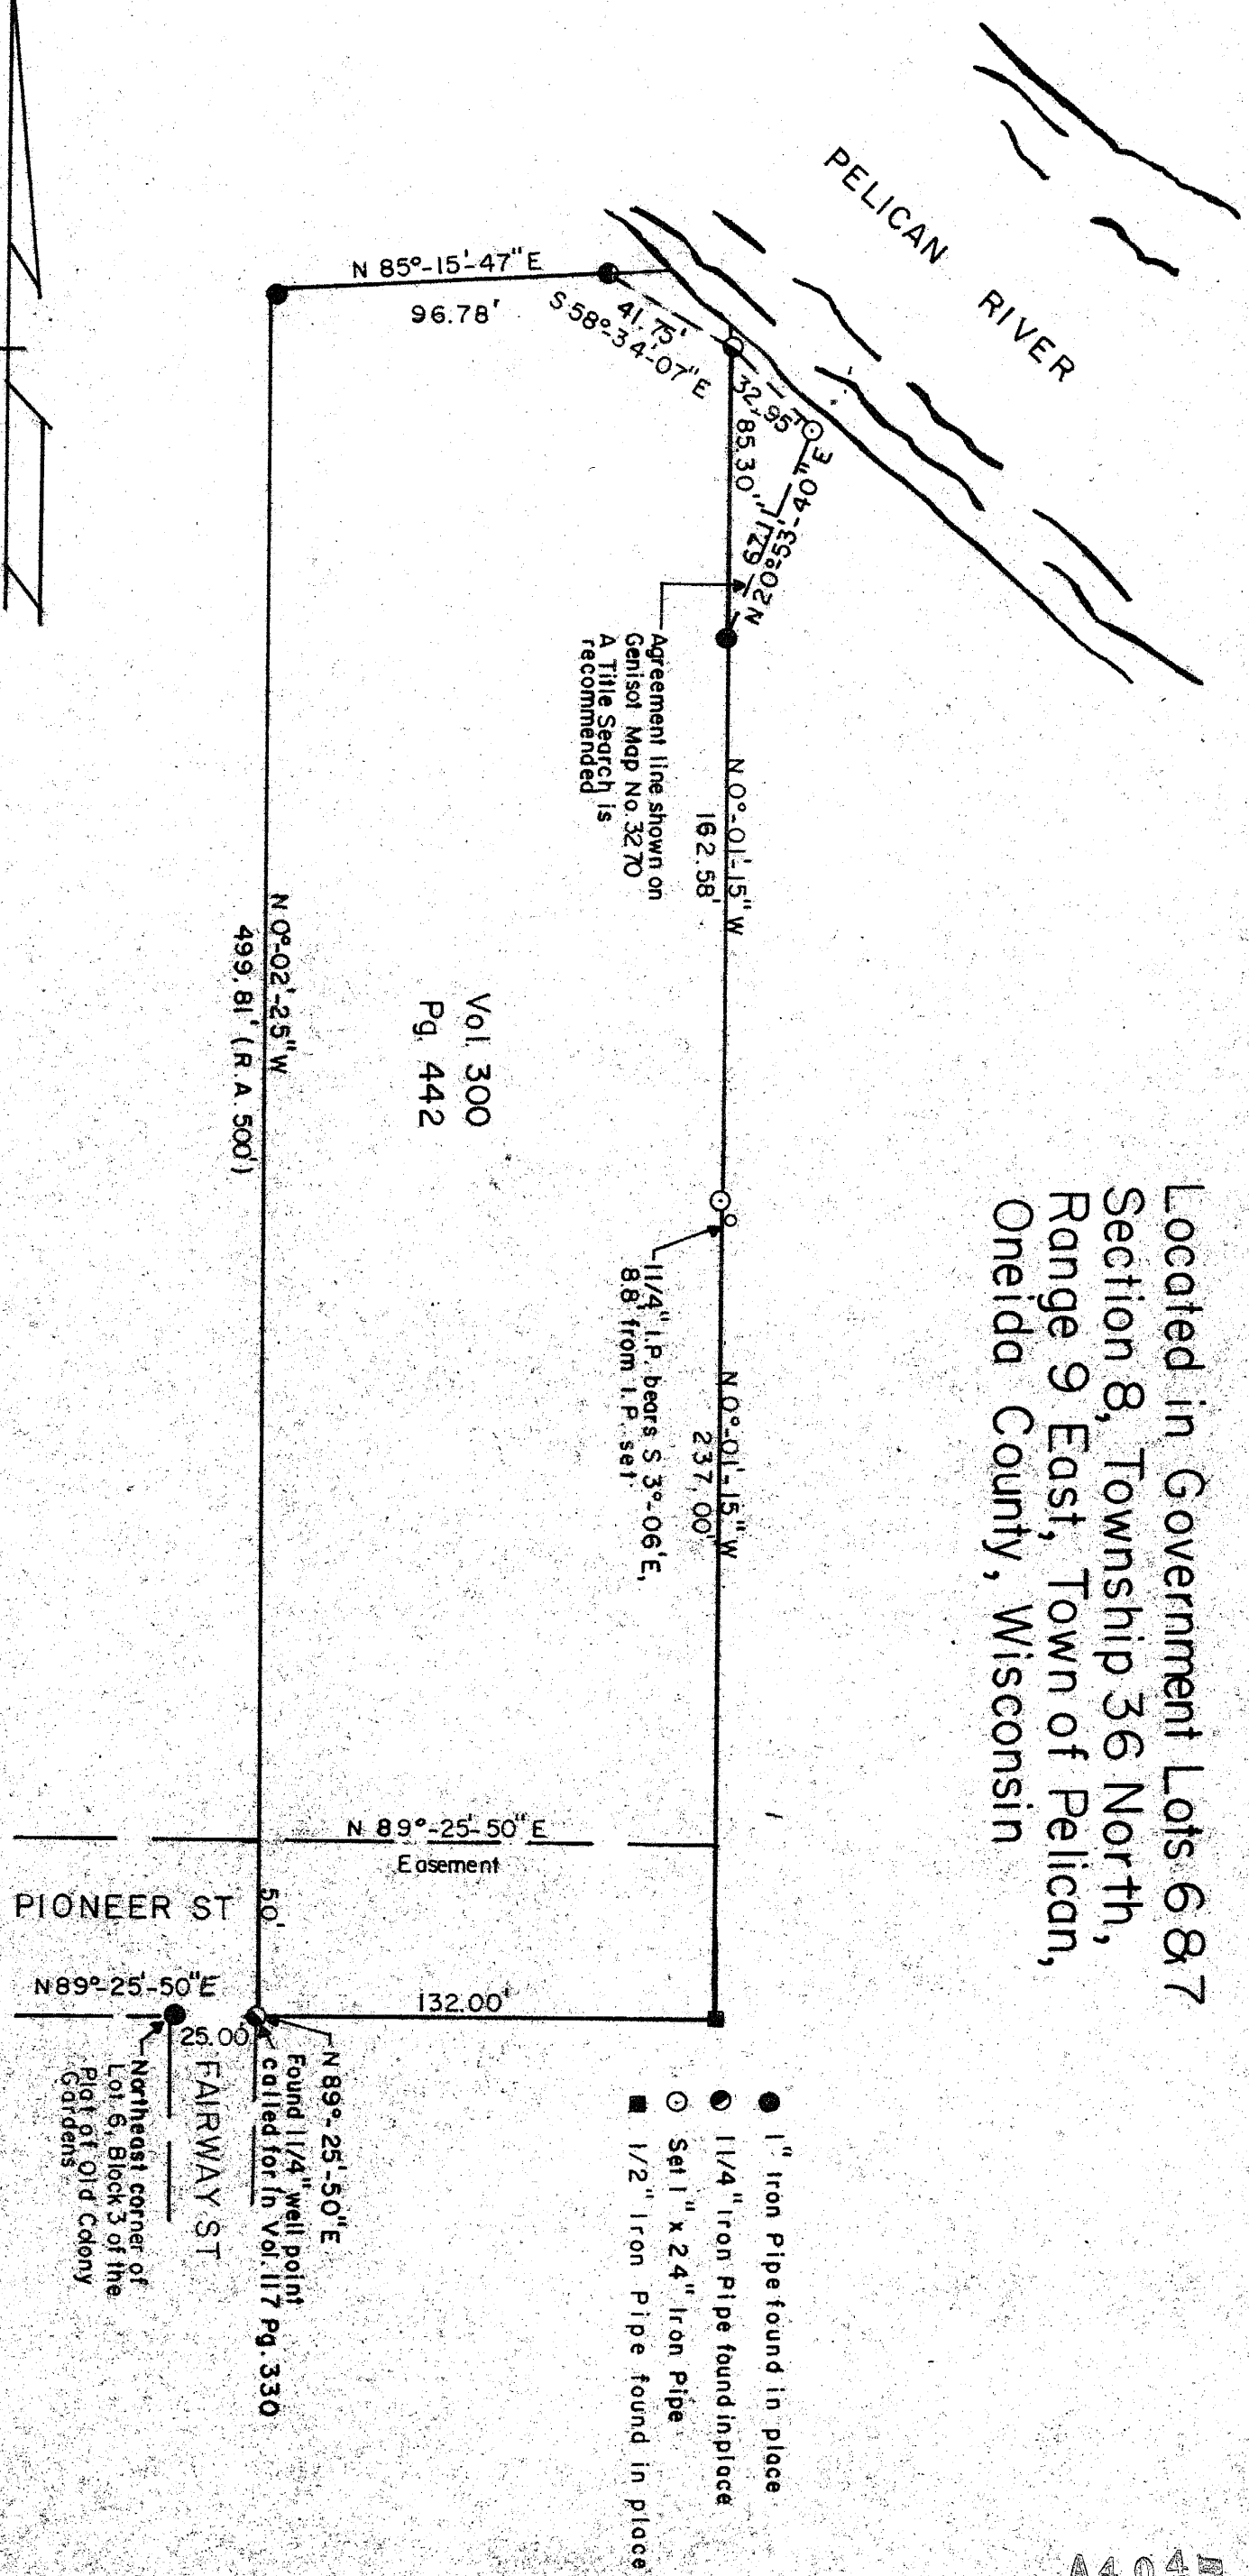 PELICAN
RIVER
N 85°-15'-47" E
96.78'
41.75'
S 58°-34'-07" E
32.95'
85.30'
N 20°53'-40" E
Agreement line shown on
Genisot Map No. 3270
A Title Search is
recommended
N 0°-01'-15" W
162.58'
N 0°-02'-25" W
499.81' (R.A. 500')
Vol. 300
Pg. 442
1 1/4" I.P. bears S 3°-06' E,
8.8' from I.P. set.
N 0°-01'-15" W
237.00'
Located in Government Lots 6 & 7
Section 8, Township 36 North,
Range 9 East, Town of Pelican,
Oneida County, Wisconsin
N 89°-25'-50" E
Easement
PIONEER ST
50'
N 89°-25'-50" E
132.00'
25.00'
FAIRWAY ST
N 89°-25'-50" E
Found 1 1/4" well point
called for in Vol. 117 Pg. 330
Northeast corner of
Lot 6, Block 3 of the
Plat of Old Colony
Gardens
1" Iron Pipe found in place
1 1/4" Iron Pipe found in place
Set 1" x 24" Iron Pipe
1/2" Iron Pipe found in place